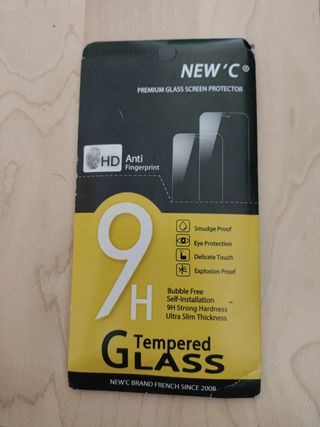 NEW'C®
PREMIUM GLASS SCREEN PROTECTOR
HD
Anti
Fingerprint
9H
Smudge Proof
Eye Protection
Delicate Touch
Explosion Proof
Bubble Free
Self-installation
9H Strong Hardness
Ultra Slim Thickness
Tempered
GLASS
NEW'C BRAND FRENCH SINCE 2008